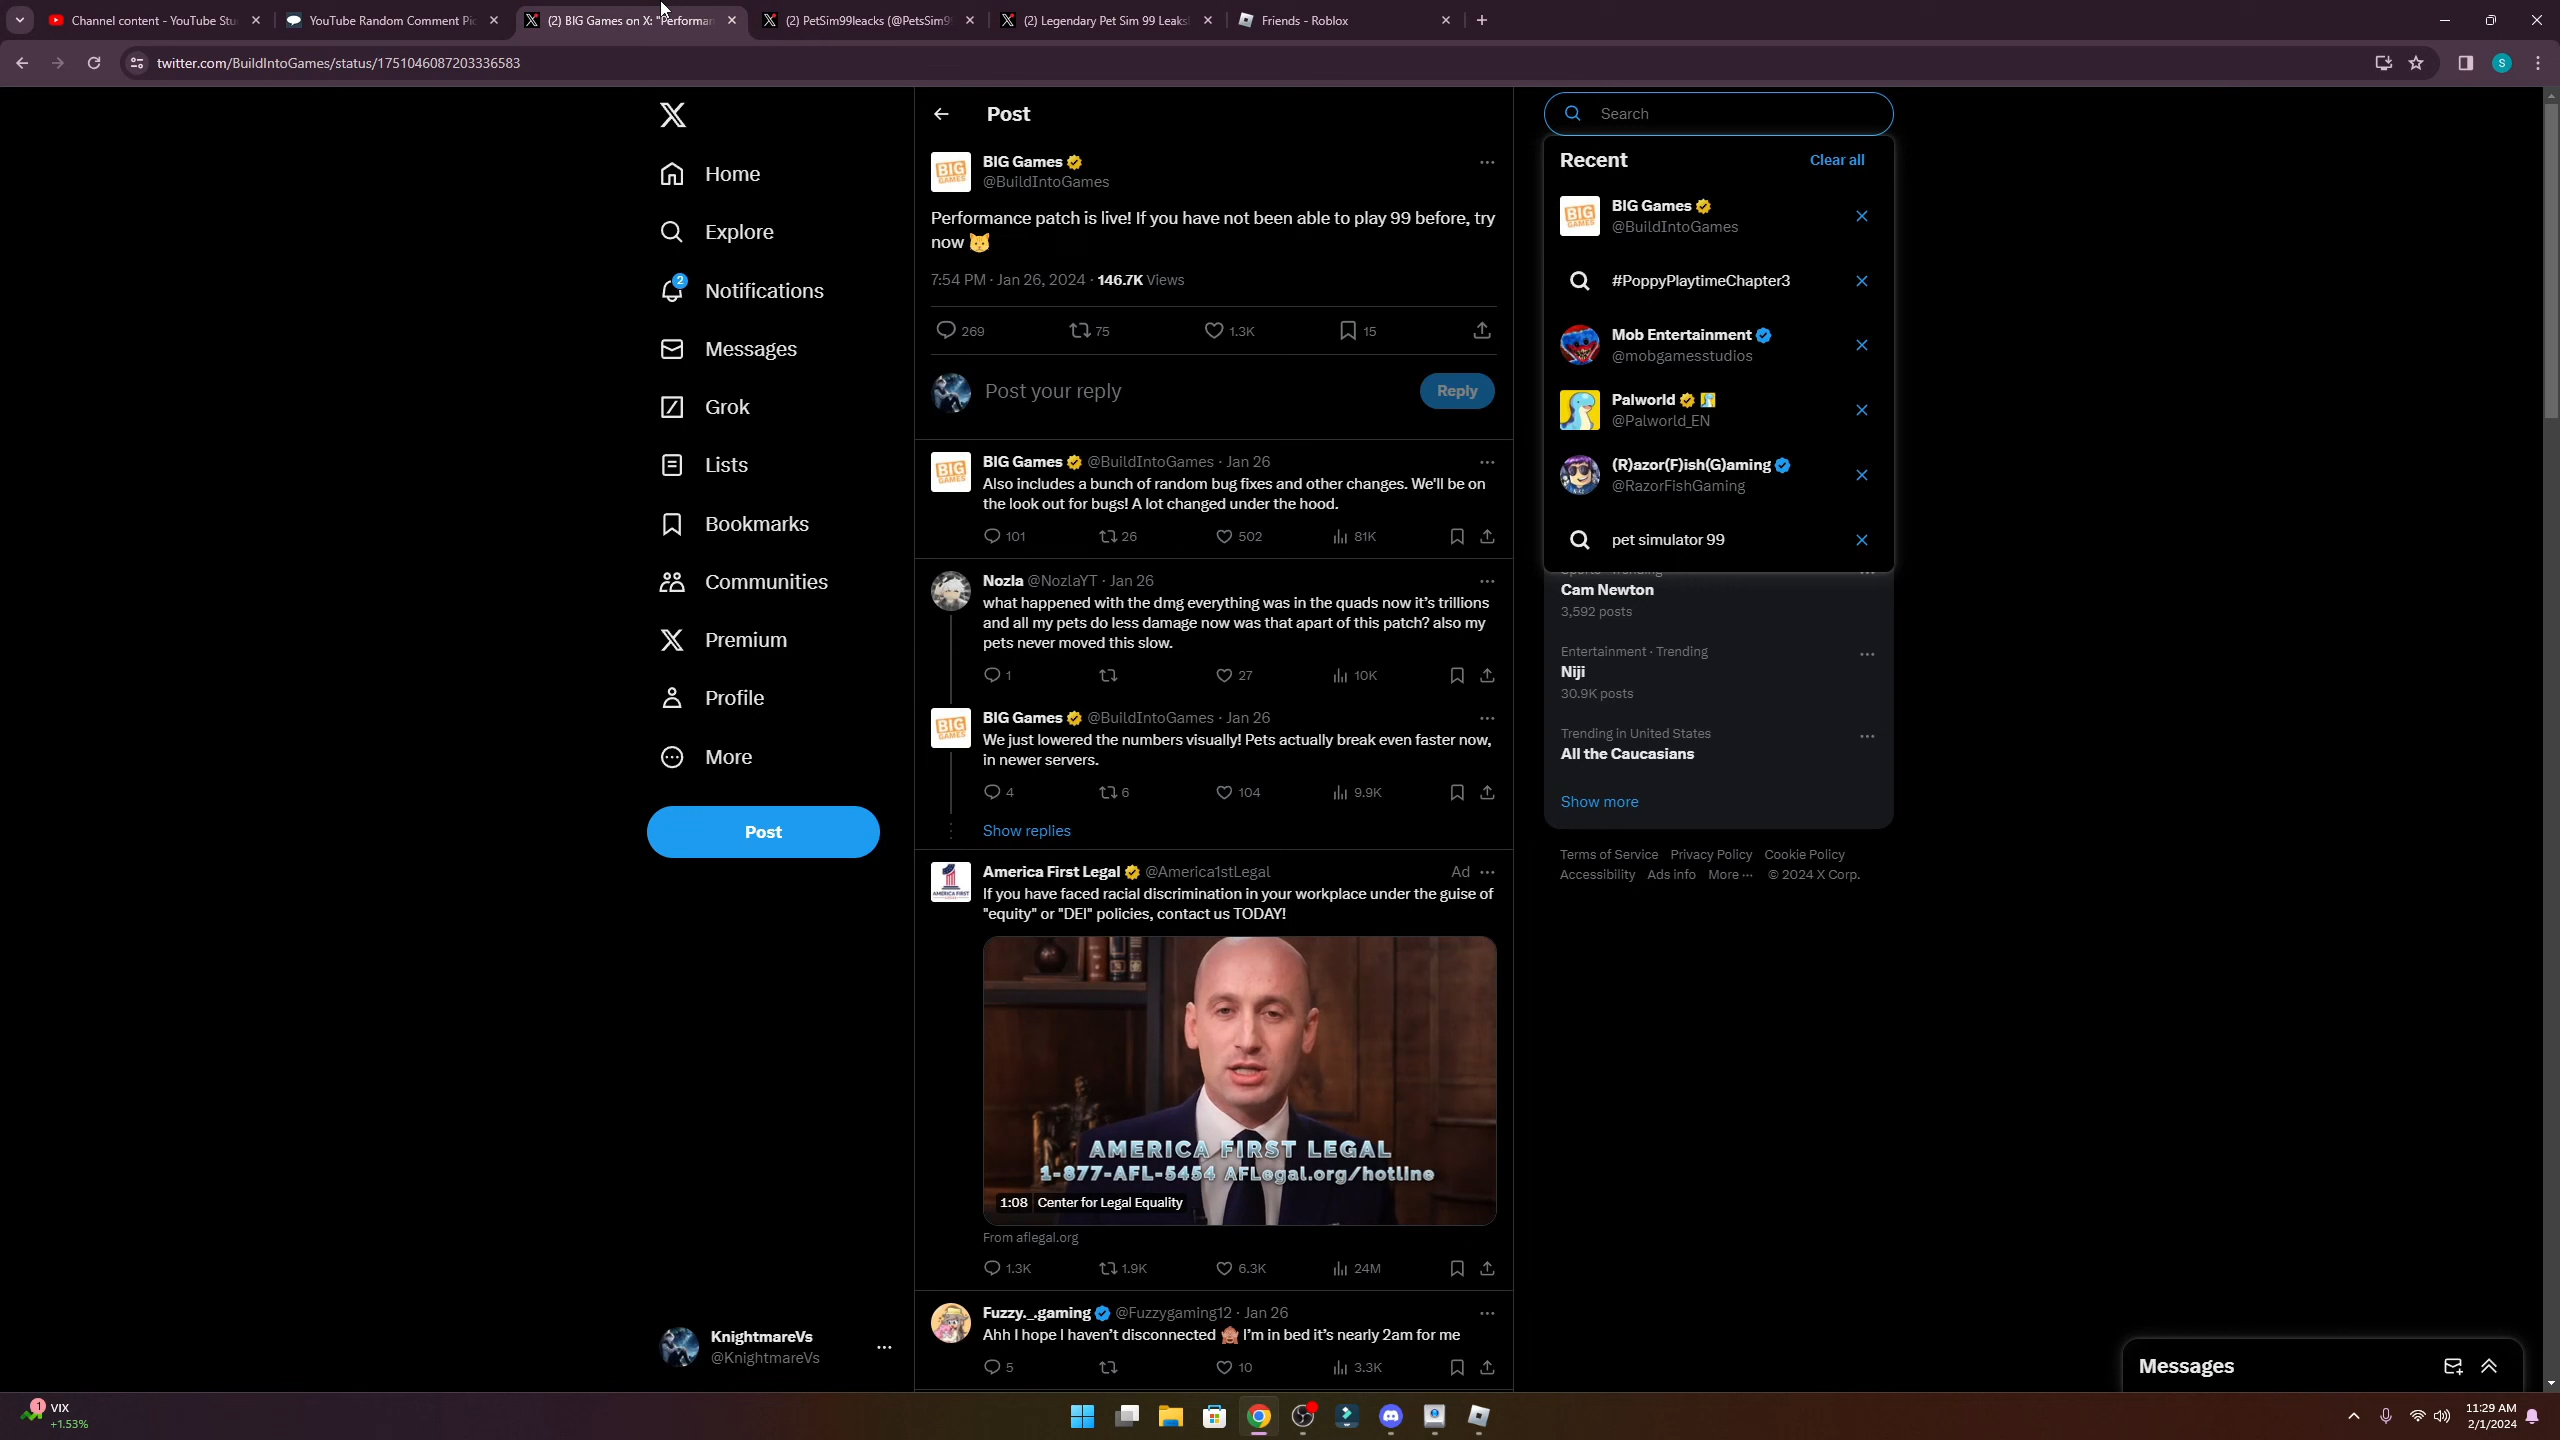 Channel content - YouTube Stu
YouTube Random Comment Pic
(2) BIG Games on X: "Performan
(2) PetSim99leacks (@PetsSim9
(2) Legendary Pet Sim 99 Leaks
Friends - Roblox
twitter.com/BuildIntoGames/status/1751046087203336583
S
Home
Explore
2
Notifications
Messages
Grok
Lists
Bookmarks
Communities
Premium
Profile
More
Post
KnightmareVs
@KnightmareVs
Post
BIG Games
@BuildIntoGames
Performance patch is live! If you have not been able to play 99 before, try
now 😺
7:54 PM · Jan 26, 2024 · 146.7K Views
269 75 1.3K 15
Post your reply
Reply
BIG Games @BuildIntoGames · Jan 26
Also includes a bunch of random bug fixes and other changes. We'll be on
the look out for bugs! A lot changed under the hood.
101 26 502 81K
Nozla @NozlaYT · Jan 26
what happened with the dmg everything was in the quads now it's trillions
and all my pets do less damage now was that apart of this patch? also my
pets never moved this slow.
1 27 10K
BIG Games @BuildIntoGames · Jan 26
We just lowered the numbers visually! Pets actually break even faster now,
in newer servers.
4 6 104 9.9K
Show replies
America First Legal @America1stLegal Ad
If you have faced racial discrimination in your workplace under the guise of
"equity" or "DEI" policies, contact us TODAY!
AMERICA FIRST LEGAL
1-877-AFL-5454 AFLegal.org/hotline
1:08 Center for Legal Equality
From aflegal.org
1.3K 1.9K 6.3K 24M
Fuzzy._.gaming @Fuzzygaming12 · Jan 26
Ahh I hope I haven't disconnected 🙈 I'm in bed it's nearly 2am for me
5 10 3.3K
Search
Recent
Clear all
BIG Games
@BuildIntoGames
#PoppyPlaytimeChapter3
Mob Entertainment
@mobgamesstudios
Palworld
@Palworld_EN
(R)azor(F)ish(G)aming
@RazorFishGaming
pet simulator 99
Sports · Trending
Cam Newton
3,592 posts
Entertainment · Trending
Niji
30.9K posts
Trending in United States
All the Caucasians
Show more
Terms of Service Privacy Policy Cookie Policy
Accessibility Ads info More ··· © 2024 X Corp.
Messages
1
VIX
+1.53%
11:29 AM
2/1/2024